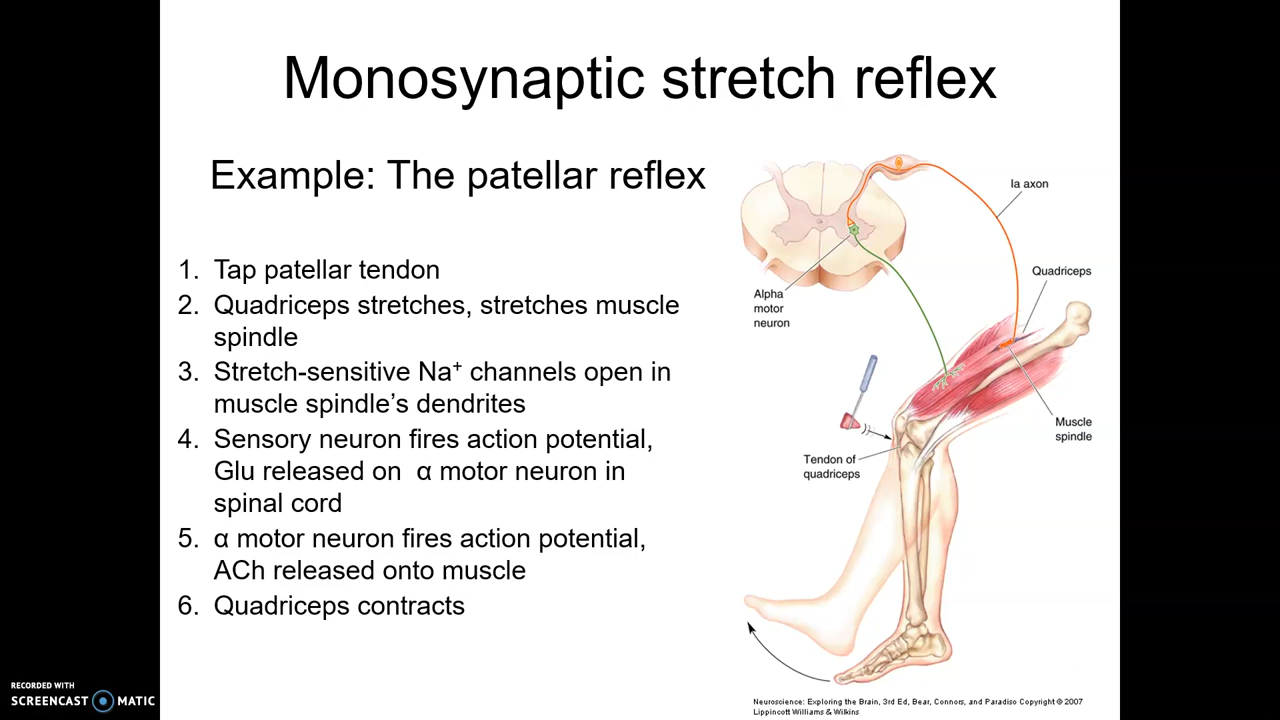 Monosynaptic stretch reflex
Example: The patellar reflex
1. Tap patellar tendon
2. Quadriceps stretches, stretches muscle
spindle
3. Stretch-sensitive Na⁺ channels open in
muscle spindle’s dendrites
4. Sensory neuron fires action potential,
Glu released on α motor neuron in
spinal cord
5. α motor neuron fires action potential,
ACh released onto muscle
6. Quadriceps contracts
Ia axon
Quadriceps
Alpha
motor
neuron
Muscle
spindle
Tendon of
quadriceps
Neuroscience: Exploring the Brain, 3rd Ed, Bear, Connors, and Paradiso Copyright © 2007
Lippincott Williams & Wilkins
RECORDED WITH
SCREENCAST MATIC